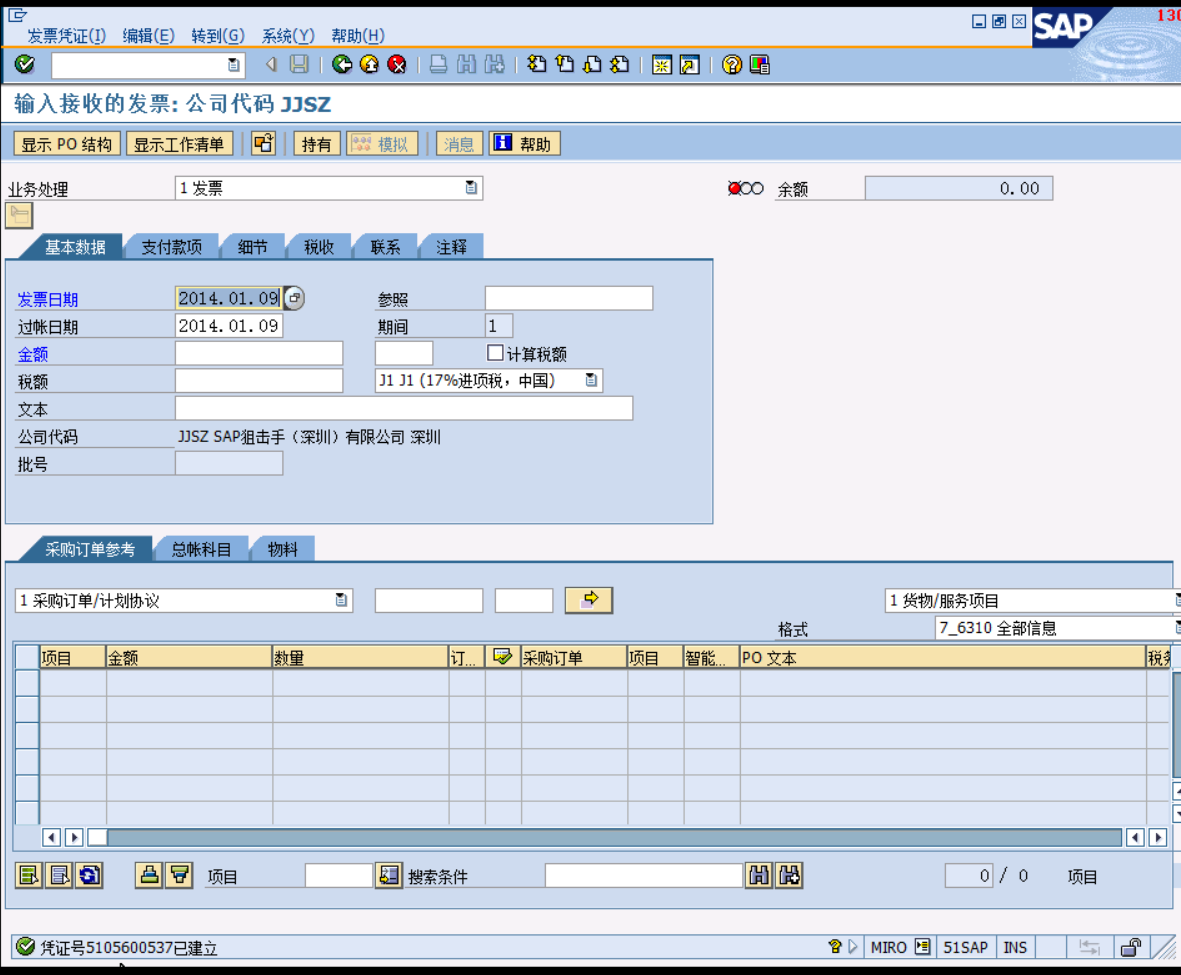 130
发票凭证(I) 编辑(E) 转到(G) 系统(Y) 帮助(H)
SAP
输入接收的发票: 公司代码 JJSZ
显示 PO 结构 显示工作清单 持有 模拟 消息 帮助
业务处理 1 发票 余额 0.00
基本数据 支付款项 细节 税收 联系 注释
发票日期 2014.01.09 参照
过帐日期 2014.01.09 期间 1
金额 计算税额
税额 J1 J1 (17%进项税，中国)
文本
公司代码 JJSZ SAP狙击手（深圳）有限公司 深圳
批号
采购订单参考 总帐科目 物料
1 采购订单/计划协议 1 货物/服务项目
格式 7_6310 全部信息
项目 金额 数量 订... 采购订单 项目 智能... PO 文本 税务
项目 搜索条件 0 / 0 项目
凭证号5105600537已建立 MIRO 51SAP INS